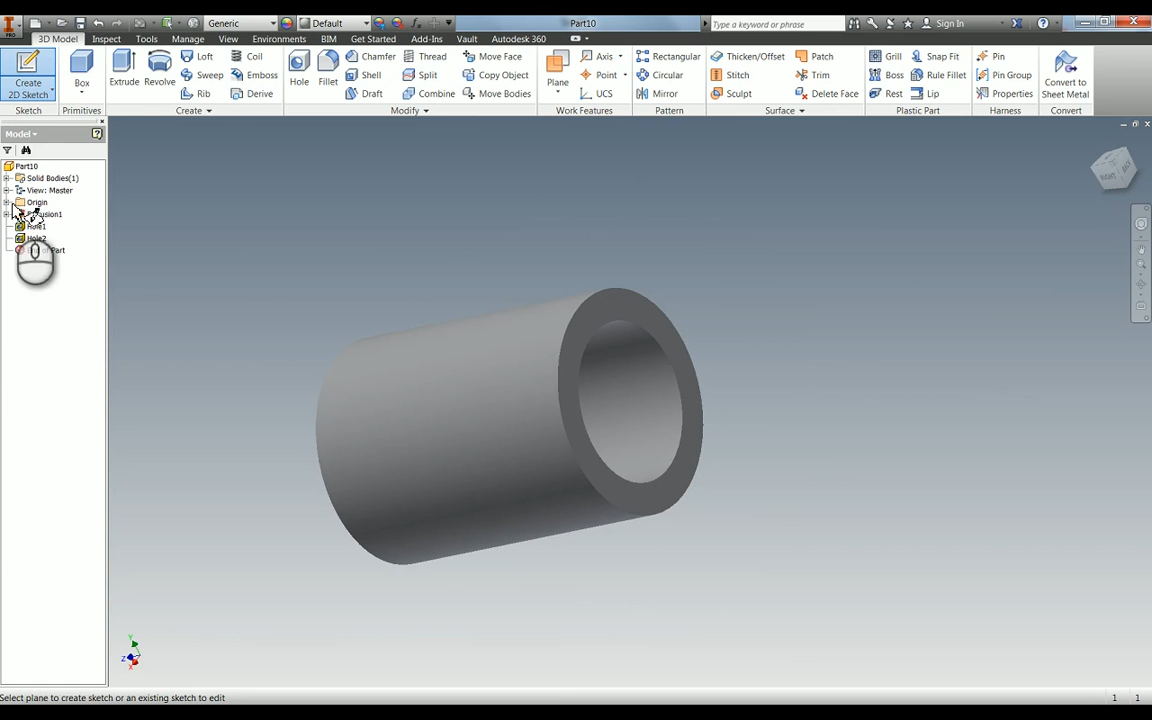 PRO
Generic
Default
fx
Part10
Type a keyword or phrase
Sign In
3D Model
Inspect
Tools
Manage
View
Environments
BIM
Get Started
Add-Ins
Vault
Autodesk 360
Create
2D Sketch
Box
Extrude
Revolve
Loft
Sweep
Rib
Coil
Emboss
Derive
Hole
Fillet
Chamfer
Shell
Draft
Thread
Split
Combine
Move Face
Copy Object
Move Bodies
Plane
Axis
Point
UCS
Rectangular
Circular
Mirror
Thicken/Offset
Stitch
Sculpt
Patch
Trim
Delete Face
Grill
Boss
Rest
Snap Fit
Rule Fillet
Lip
Pin
Pin Group
Properties
Convert to
Sheet Metal
Sketch
Primitives
Create
Modify
Work Features
Pattern
Surface
Plastic Part
Harness
Convert
Model
Part10
Solid Bodies(1)
View: Master
Origin
Hole1
Hole2
Part
Y
Z
X
Select plane to create sketch or an existing sketch to edit
1 1